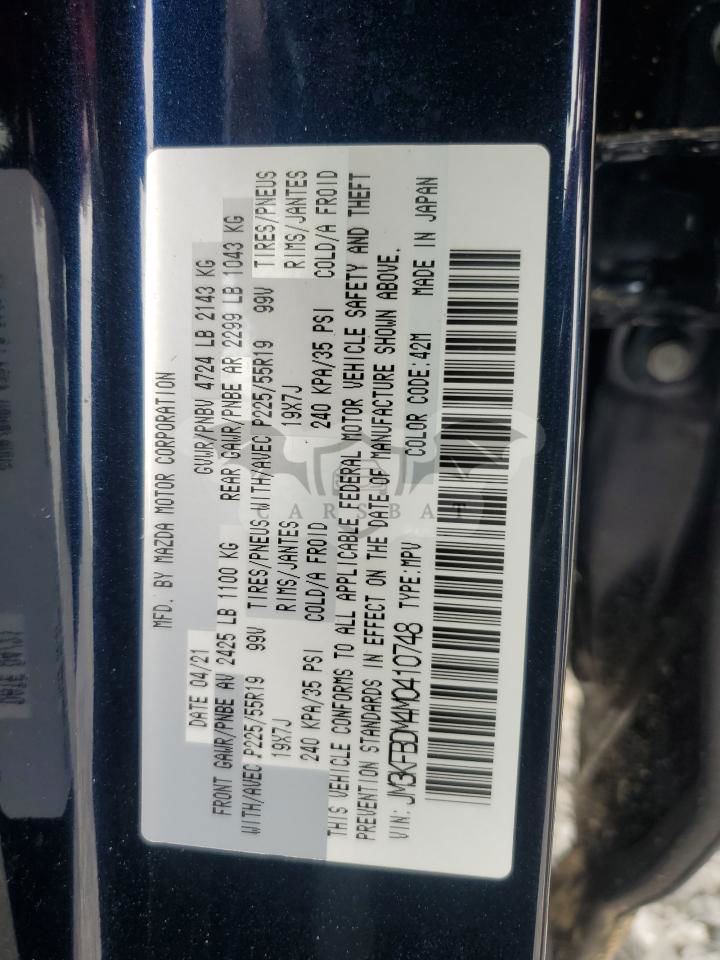 MFD. BY MAZDA MOTOR CORPORATION
DATE 04/21 GVWR/PNBV 4724 LB 2143 KG
FRONT GAWR/PNBE AV 2425 LB 1100 KG REAR GAWR/PNBE AR 2299 LB 1043 KG
WITH/AVEC P225/55R19 99V TIRES/PNEUS WITH/AVEC P225/55R19 99V TIRES/PNEUS
19X7J RIMS/JANTES 19X7J RIMS/JANTES
240 KPA/35 PSI COLD/A FROID 240 KPA/35 PSI COLD/A FROID
THIS VEHICLE CONFORMS TO ALL APPLICABLE FEDERAL MOTOR VEHICLE SAFETY AND THEFT
PREVENTION STANDARDS IN EFFECT ON THE DATE OF MANUFACTURE SHOWN ABOVE.
VIN: JM3KFBDM4M0410748 TYPE:MPV COLOR CODE:42M MADE IN JAPAN
CARSBAT